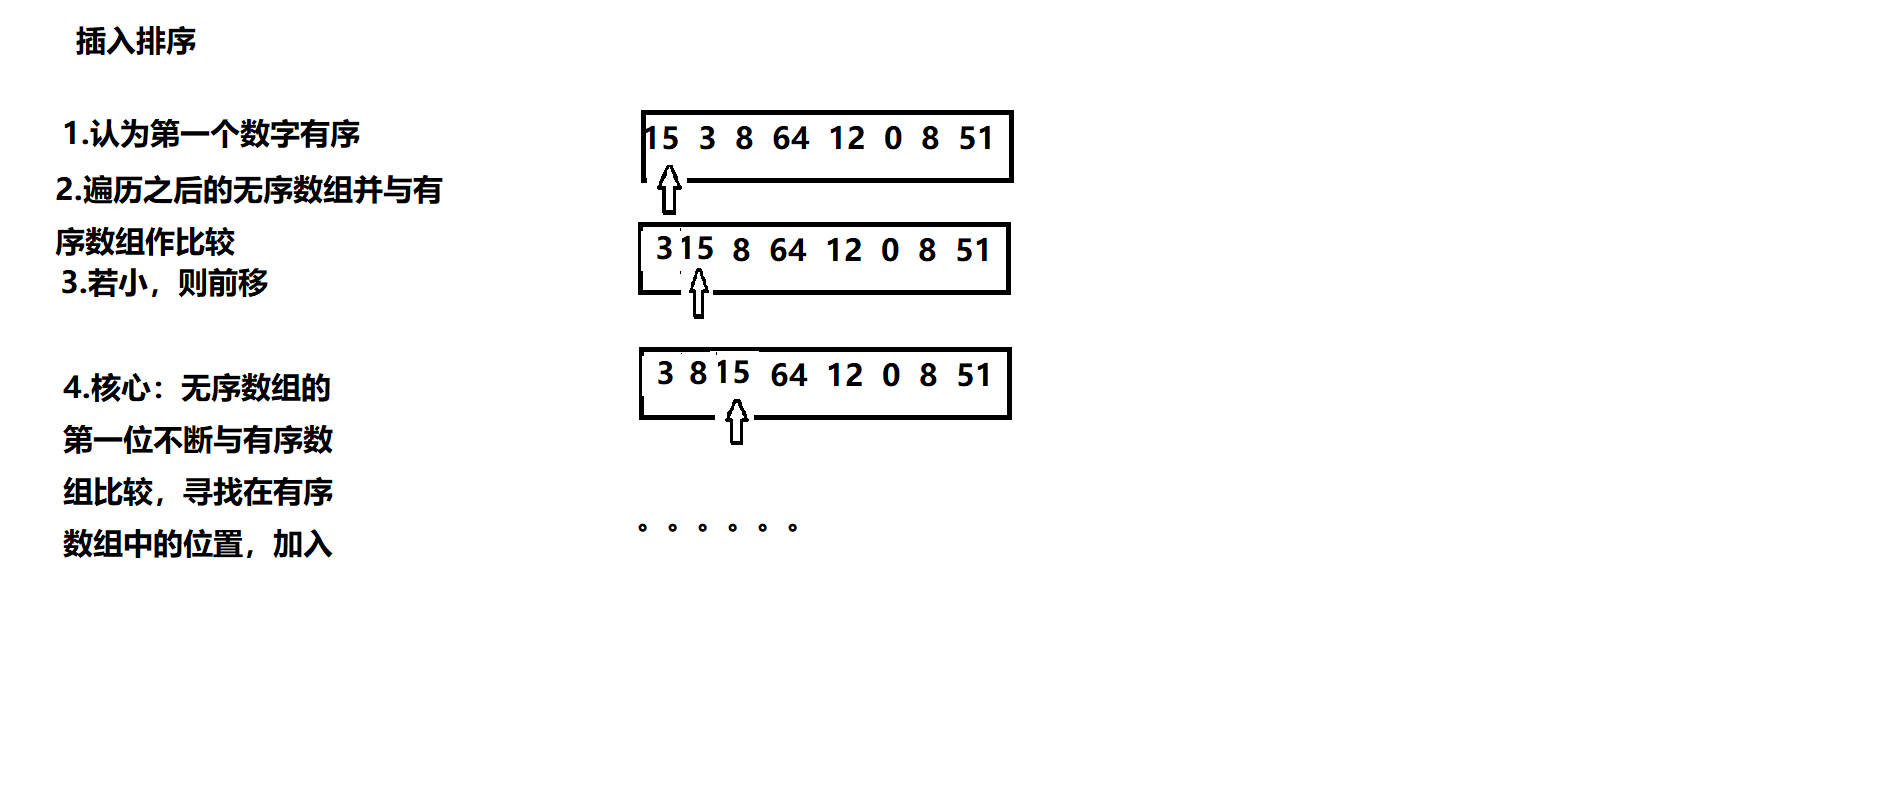 插入排序
1.认为第一个数字有序
2.遍历之后的无序数组并与有
序数组作比较
3.若小，则前移
4.核心：无序数组的
第一位不断与有序数
组比较，寻找在有序
数组中的位置，加入
15 3 8 64 12 0 8 51
3 15 8 64 12 0 8 51
3 8 15 64 12 0 8 51
。。。。。。